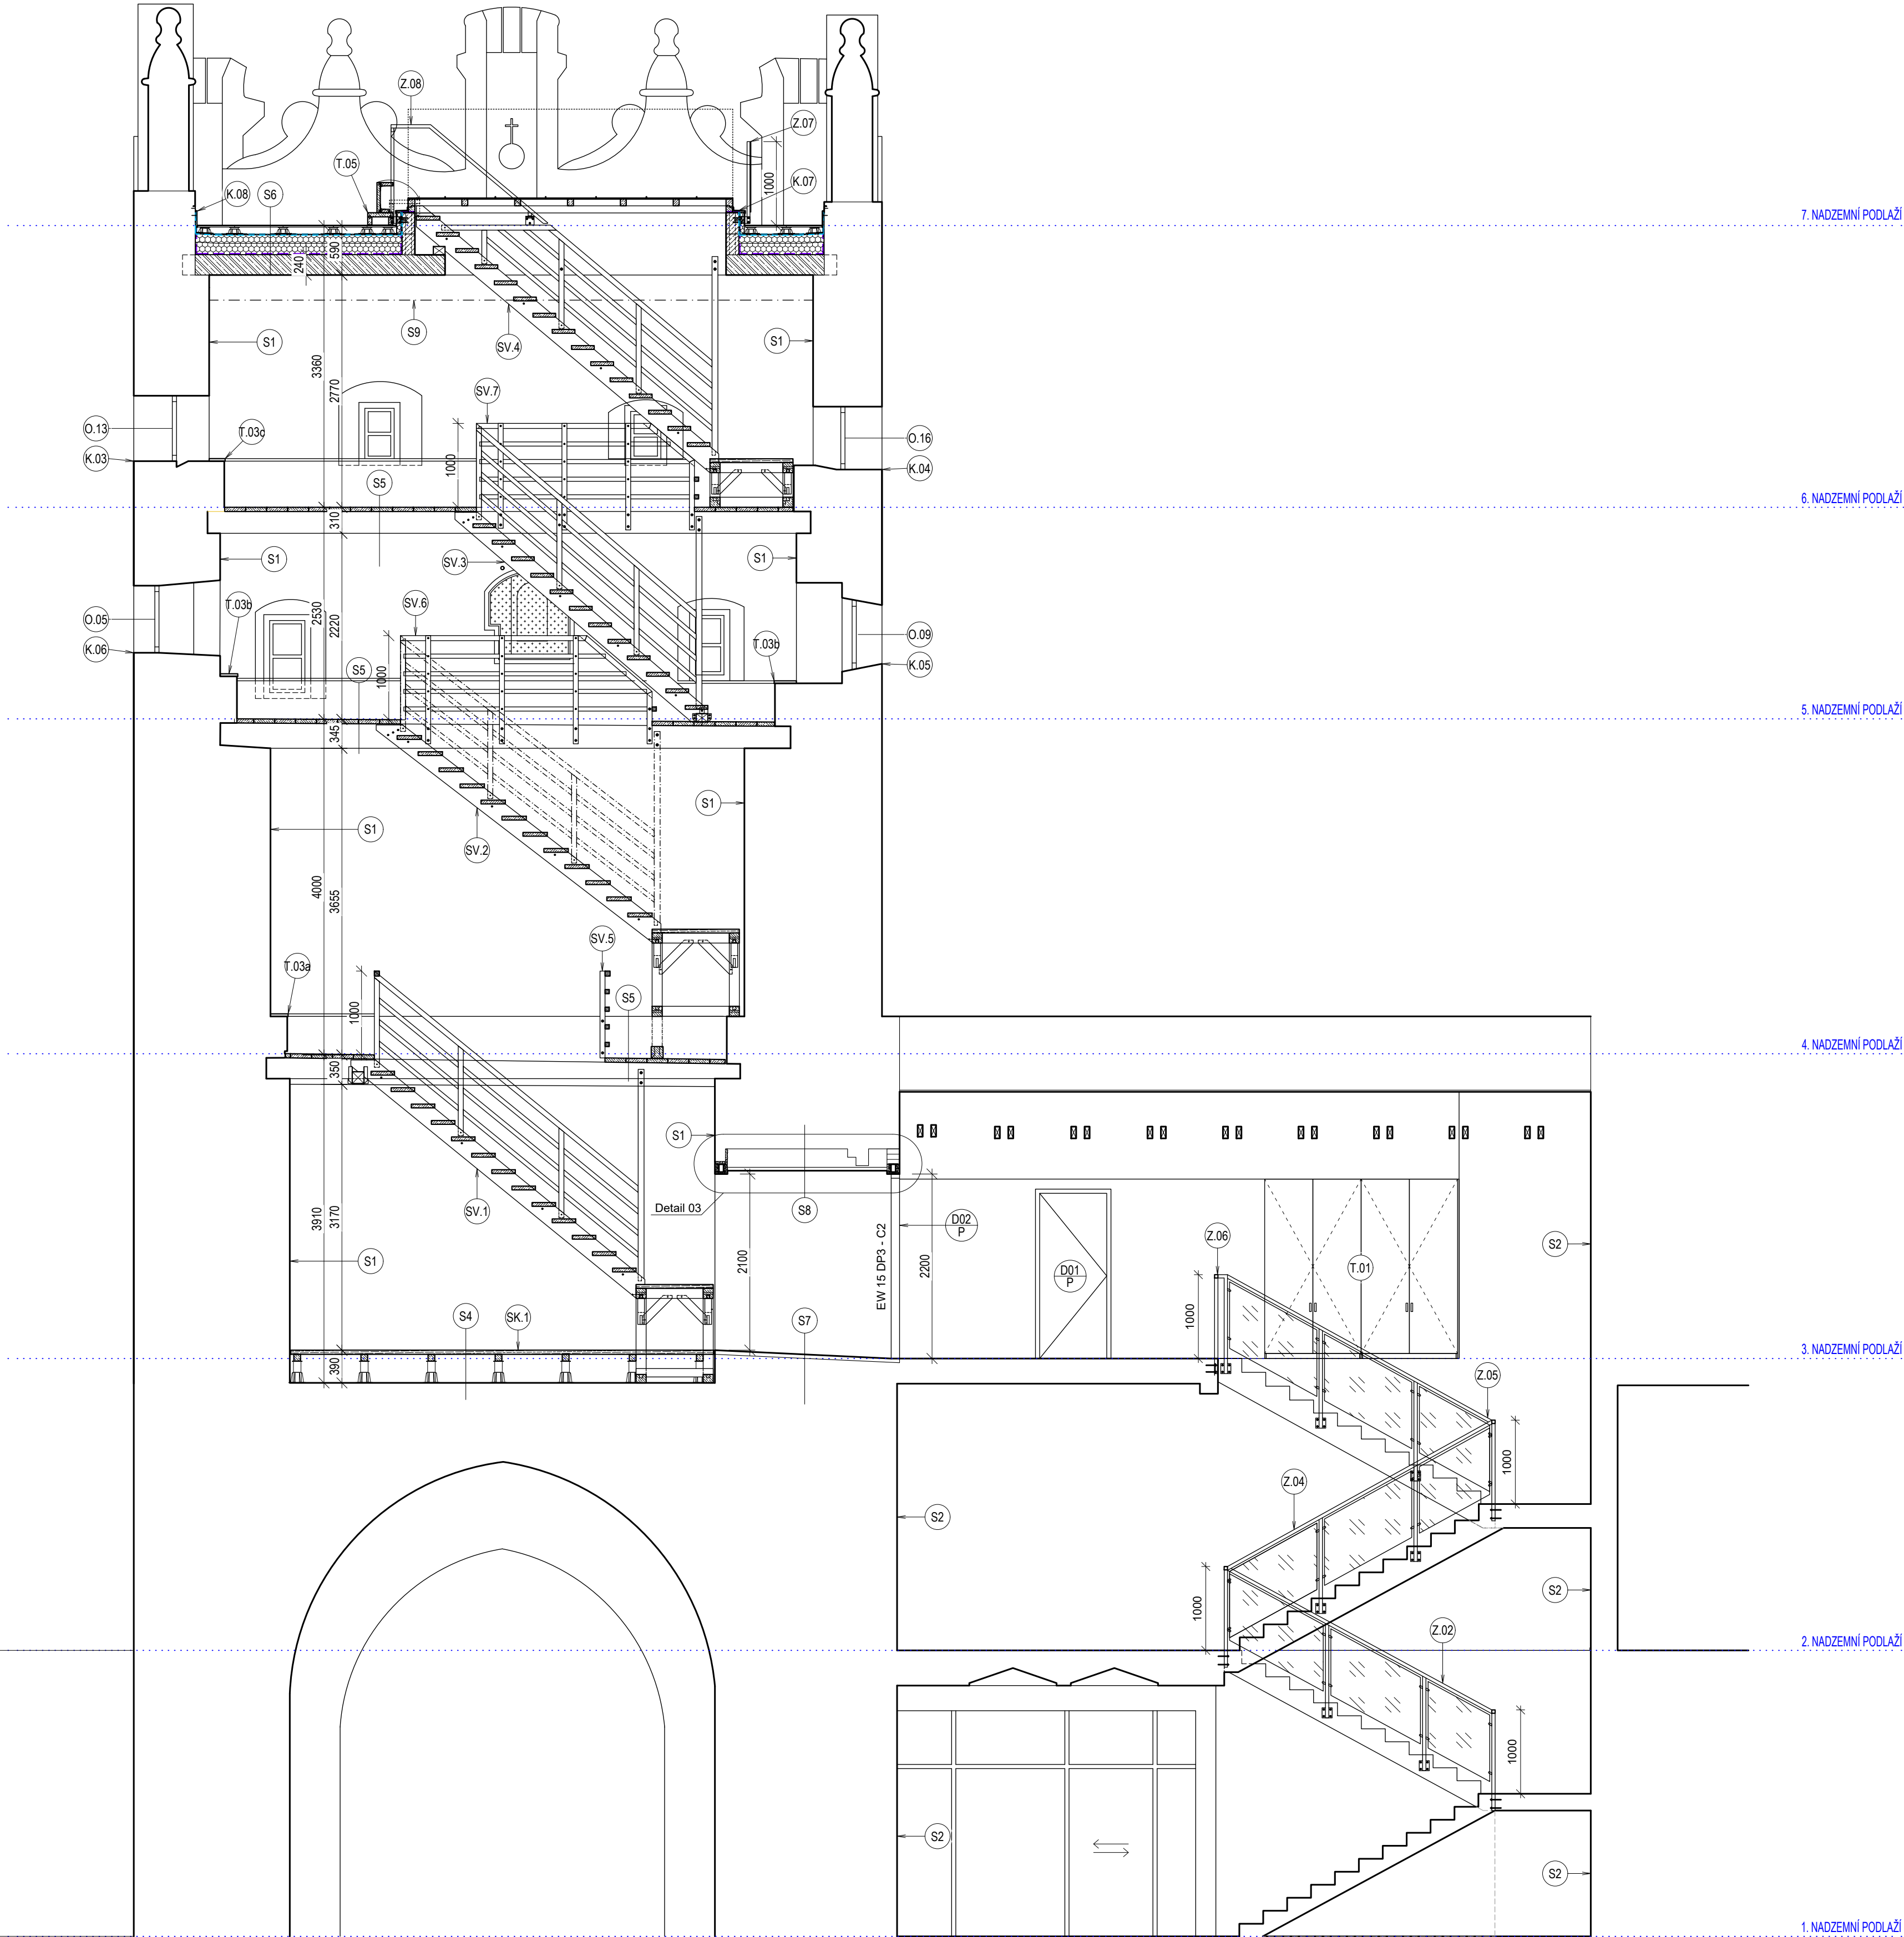 Z.08
Z.07
T.05
K.08
S6
1000
K.07
7. NADZEMNÍ PODLAŽÍ
590
240
S9
S1
SV.4
S1
3360
2770
SV.7
O.13
T.03c
O.16
K.03
1000
K.04
S5
6. NADZEMNÍ PODLAŽÍ
310
S1
SV.3
S1
T.03b
SV.6
O.05
2530
2220
O.09
K.06
T.03b
K.05
S5
1000
5. NADZEMNÍ PODLAŽÍ
345
S1
S1
SV.2
4000
3655
SV.5
T.03a
S5
1000
4. NADZEMNÍ PODLAŽÍ
350
S1
Detail 03
SV.1
S8
3910
3170
D02
P
Z.06
S2
2100
EW 15 DP3 - C2
2200
S1
D01
P
T.01
S4
SK.1
S7
1000
3. NADZEMNÍ PODLAŽÍ
390
Z.05
Z.04
1000
S2
S2
1000
Z.02
2. NADZEMNÍ PODLAŽÍ
1000
S2
S2
1. NADZEMNÍ PODLAŽÍ